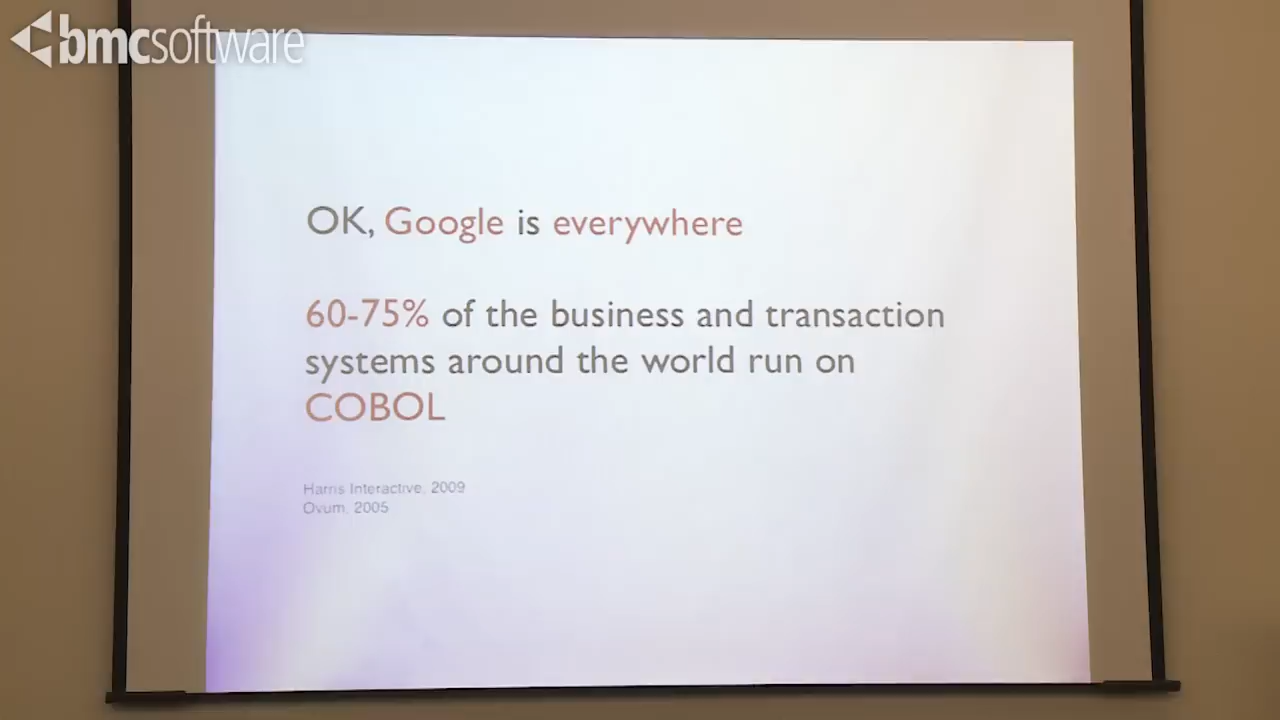 bmcsoftware
OK, Google is everywhere
60-75% of the business and transaction
systems around the world run on
COBOL
Harris Interactive, 2009
Ovum, 2005